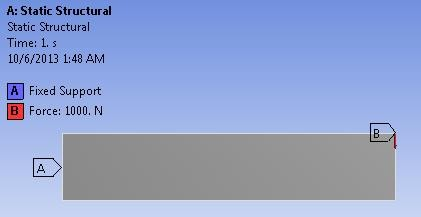 A: Static Structural
Static Structural
Time: 1. s
10/6/2013 1:48 AM
A Fixed Support
B Force: 1000. N
B
A